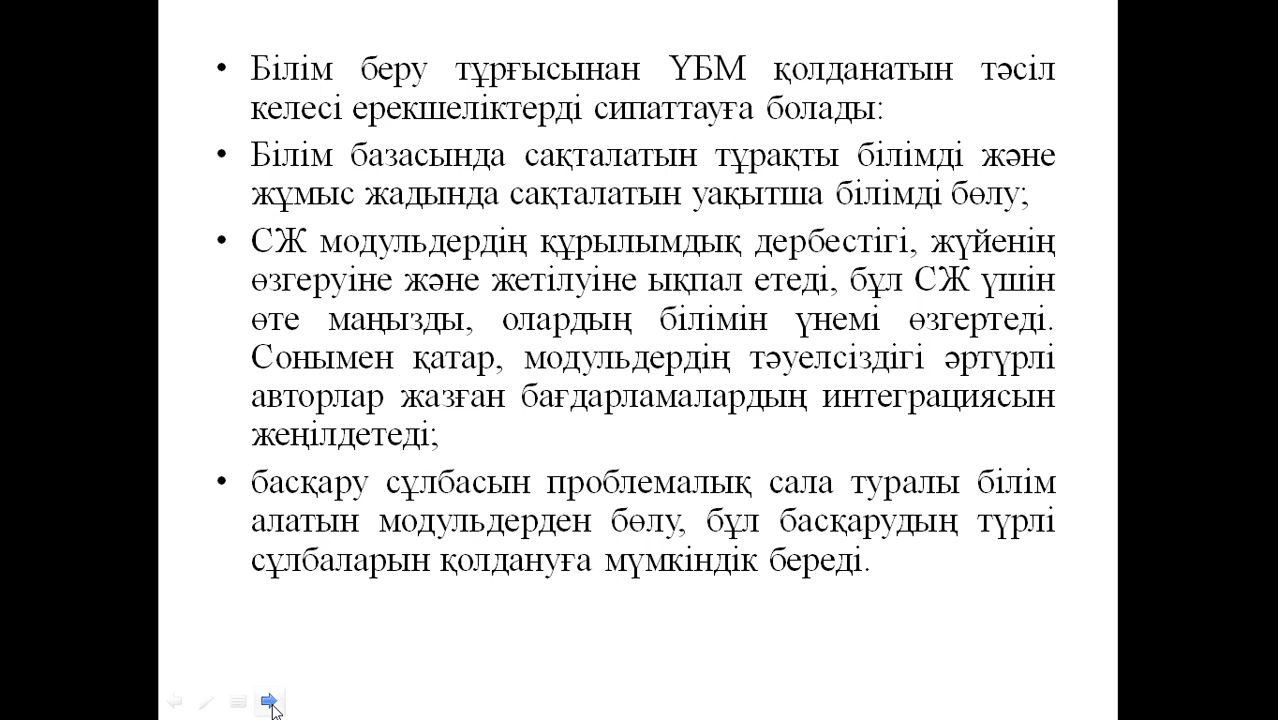 • Білім беру тұрғысынан ҮБМ қолданатын тәсіл
келесі ерекшеліктерді сипаттауға болады:
• Білім базасында сақталатын тұрақты білімді және
жұмыс жадында сақталатын уақытша білімді бөлу;
• СЖ модульдердің құрылымдық дербестігі, жүйенің
өзгеруіне және жетілуіне ықпал етеді, бұл СЖ үшін
өте маңызды, олардың білімін үнемі өзгертеді.
Сонымен қатар, модульдердің тәуелсіздігі әртүрлі
авторлар жазған бағдарламалардың интеграциясын
жеңілдетеді;
• басқару сұлбасын проблемалық сала туралы білім
алатын модульдерден бөлу, бұл басқарудың түрлі
сұлбаларын қолдануға мүмкіндік береді.